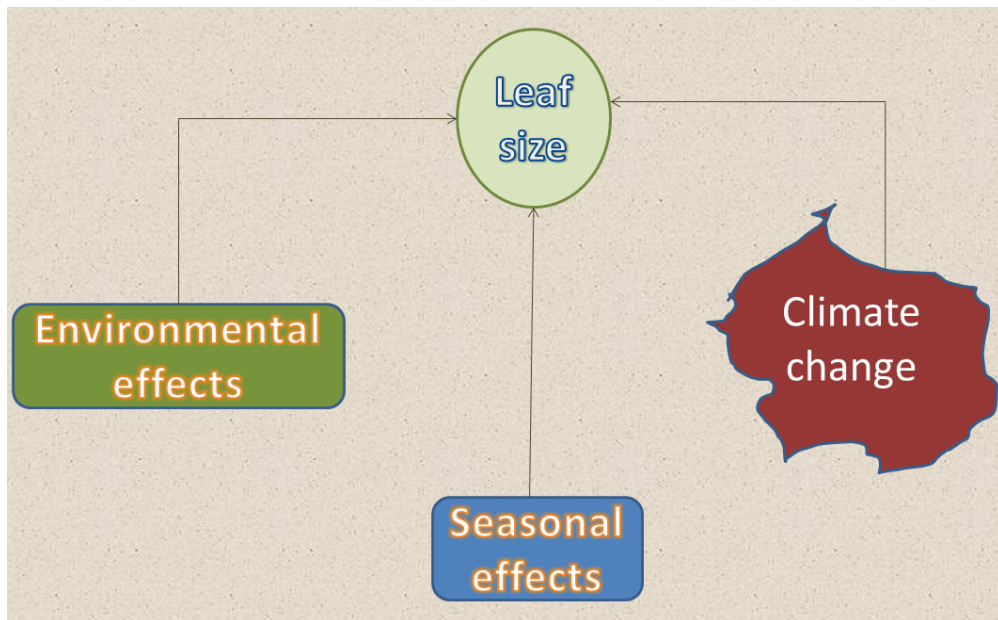 Leaf
size
Environmental
effects
Climate
change
Seasonal
effects